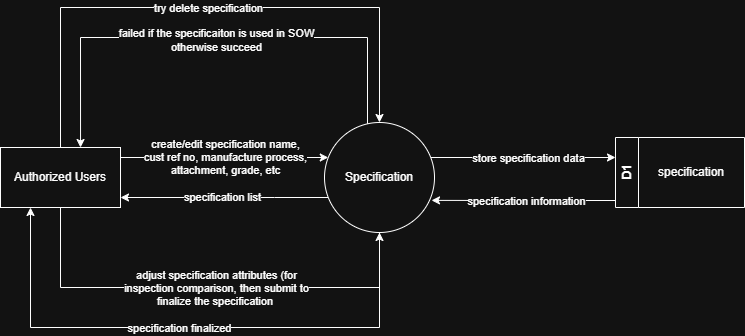 try delete specification
failed if the specificaiton is used in SOW
otherwise succeed
create/edit specification name,
cust ref no, manufacture process,
attachment, grade, etc
Authorized Users
Specification
store specification data
D1
specification
specification list
specification information
adjust specification attributes (for
inspection comparison, then submit to
finalize the specification
specification finalized